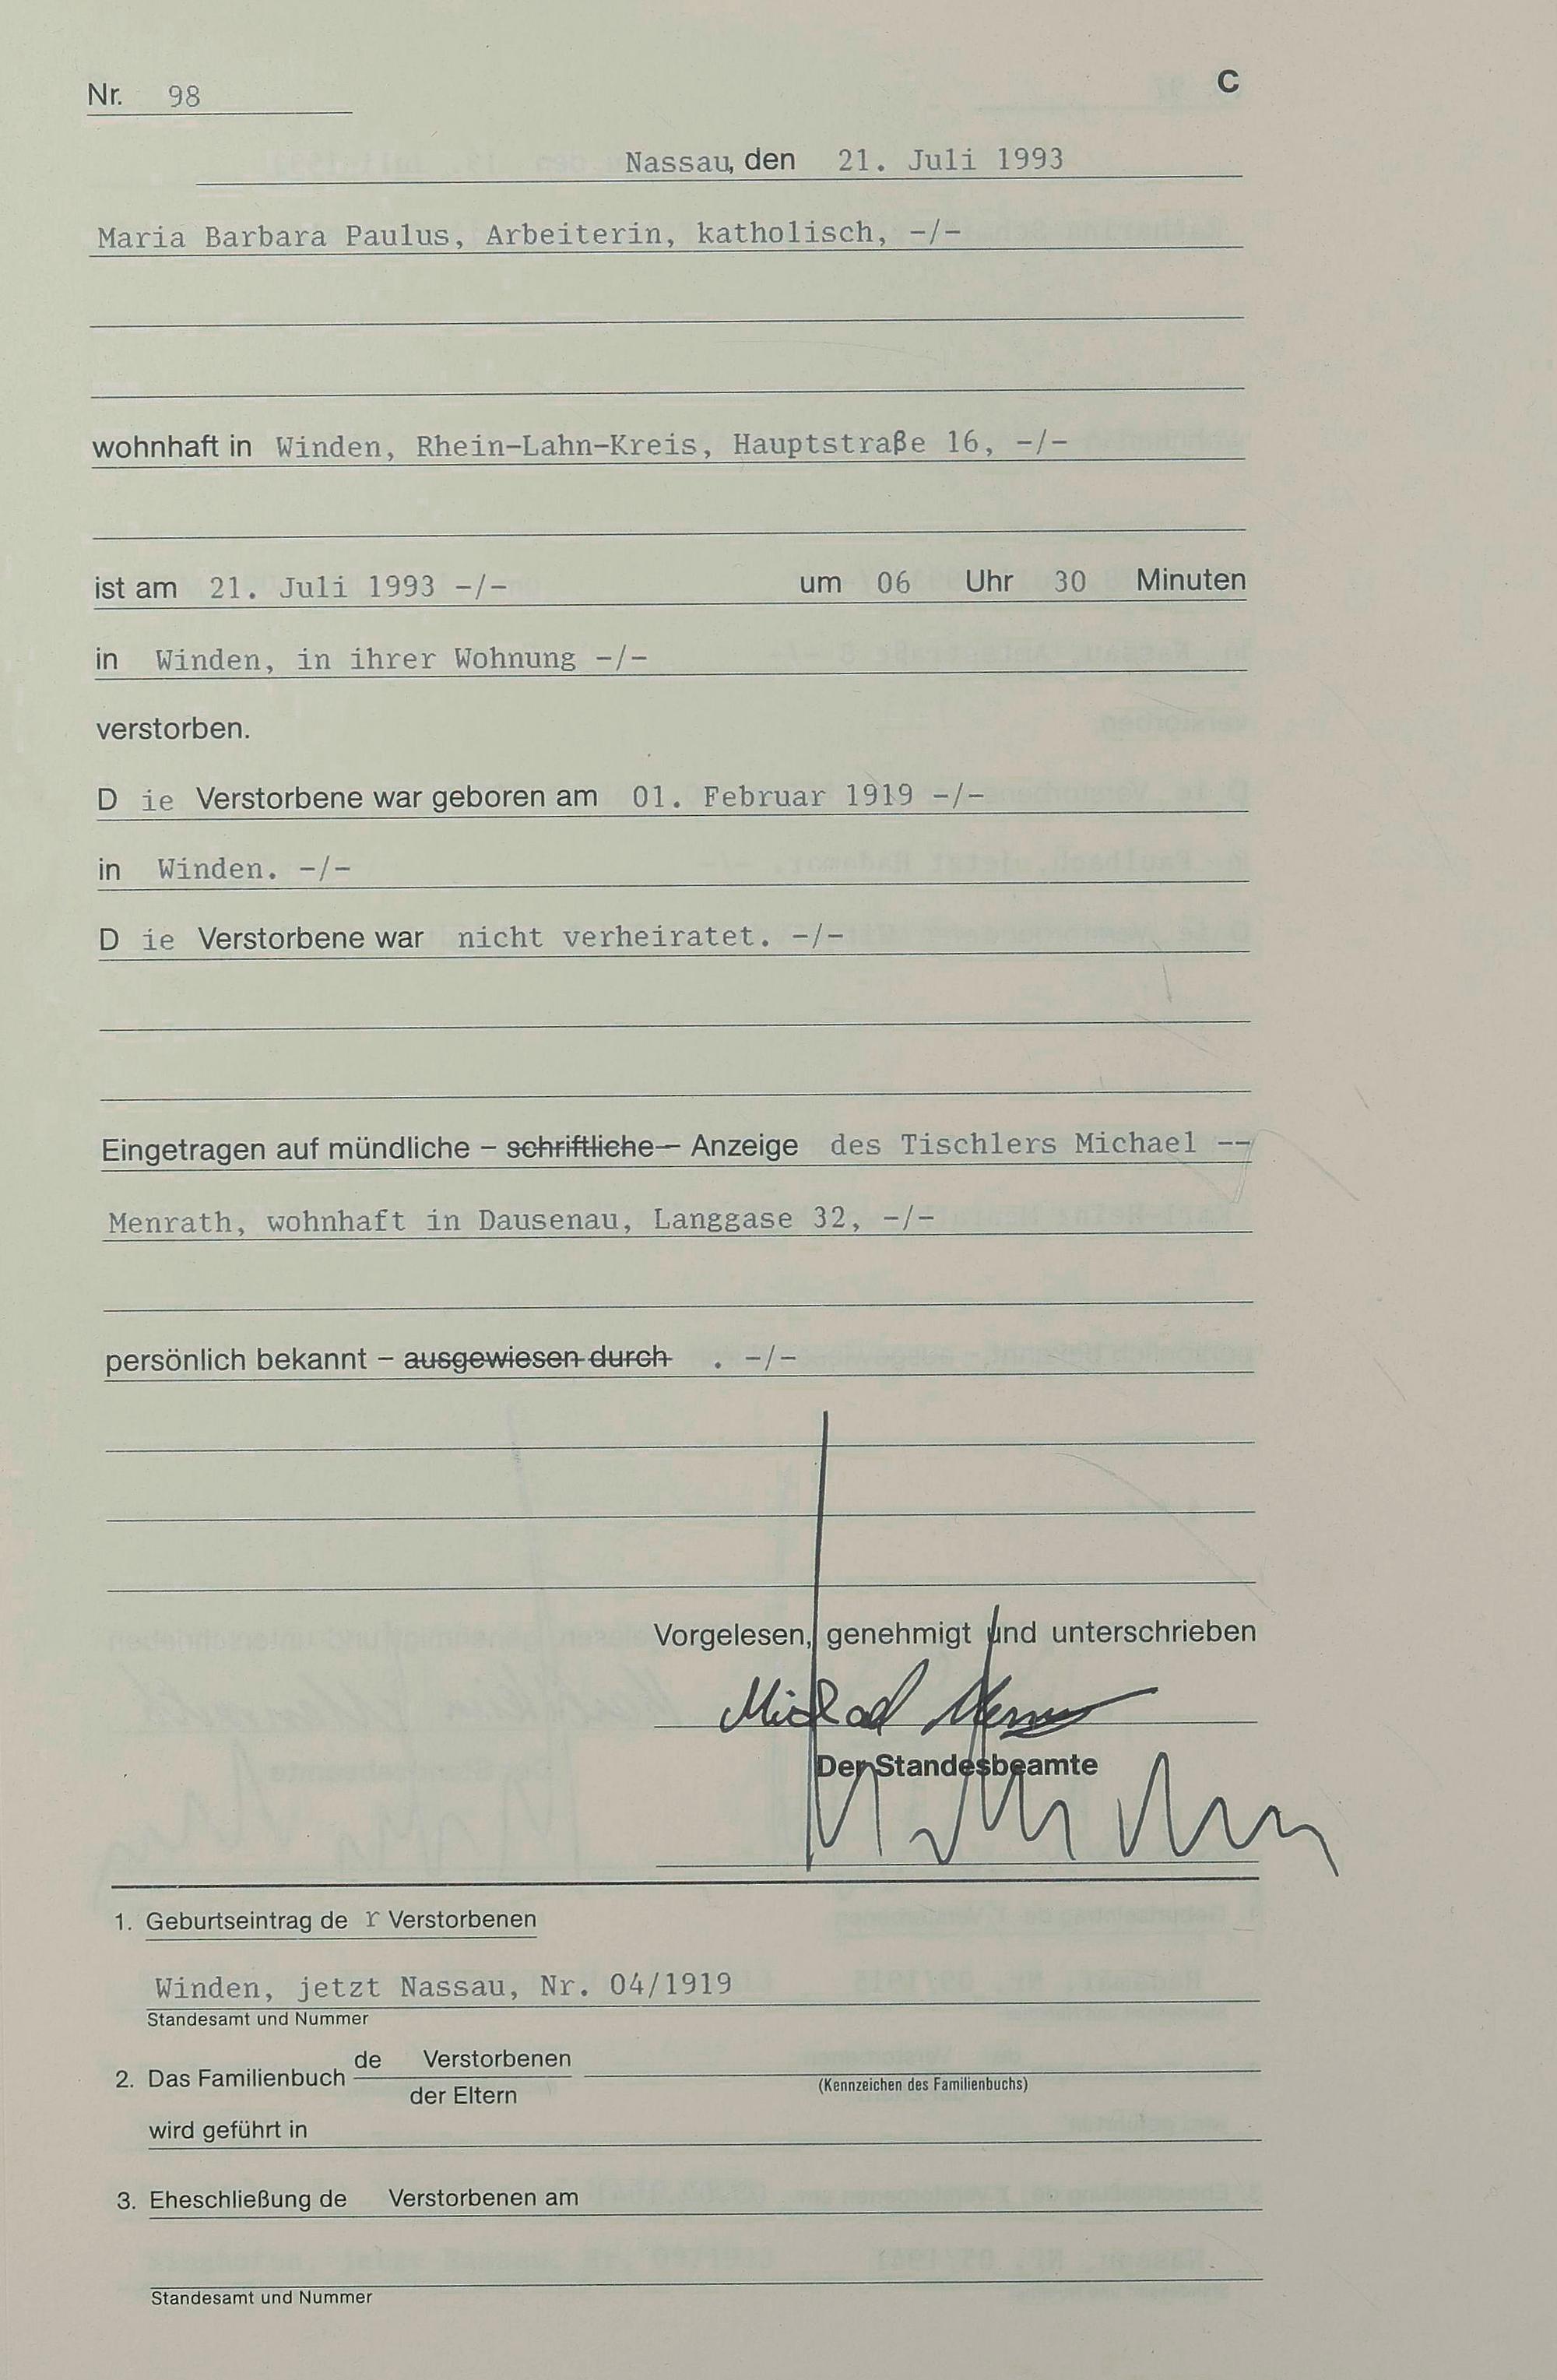 Nr. 98
C
Nassau, den 21. Juli 1993
Maria Barbara Paulus, Arbeiterin, katholisch, -/-
wohnhaft in Winden, Rhein-Lahn-Kreis, Hauptstraße 16, -/-
ist am 21. Juli 1993 -/- um 06 Uhr 30 Minuten
in Winden, in ihrer Wohnung -/-
verstorben.
D ie Verstorbene war geboren am 01. Februar 1919 -/-
in Winden. -/-
D ie Verstorbene war nicht verheiratet. -/-
Eingetragen auf mündliche – schriftliche – Anzeige des Tischlers Michael --
Menrath, wohnhaft in Dausenau, Langgase 32, -/-
persönlich bekannt – ausgewiesen durch . -/-
Vorgelesen, genehmigt und unterschrieben
Michael
Der Standesbeamte
1. Geburtseintrag de r Verstorbenen
Winden, jetzt Nassau, Nr. 04/1919
Standesamt und Nummer
de Verstorbenen
2. Das Familienbuch
der Eltern
(Kennzeichen des Familienbuchs)
wird geführt in
3. Eheschließung de Verstorbenen am
Standesamt und Nummer